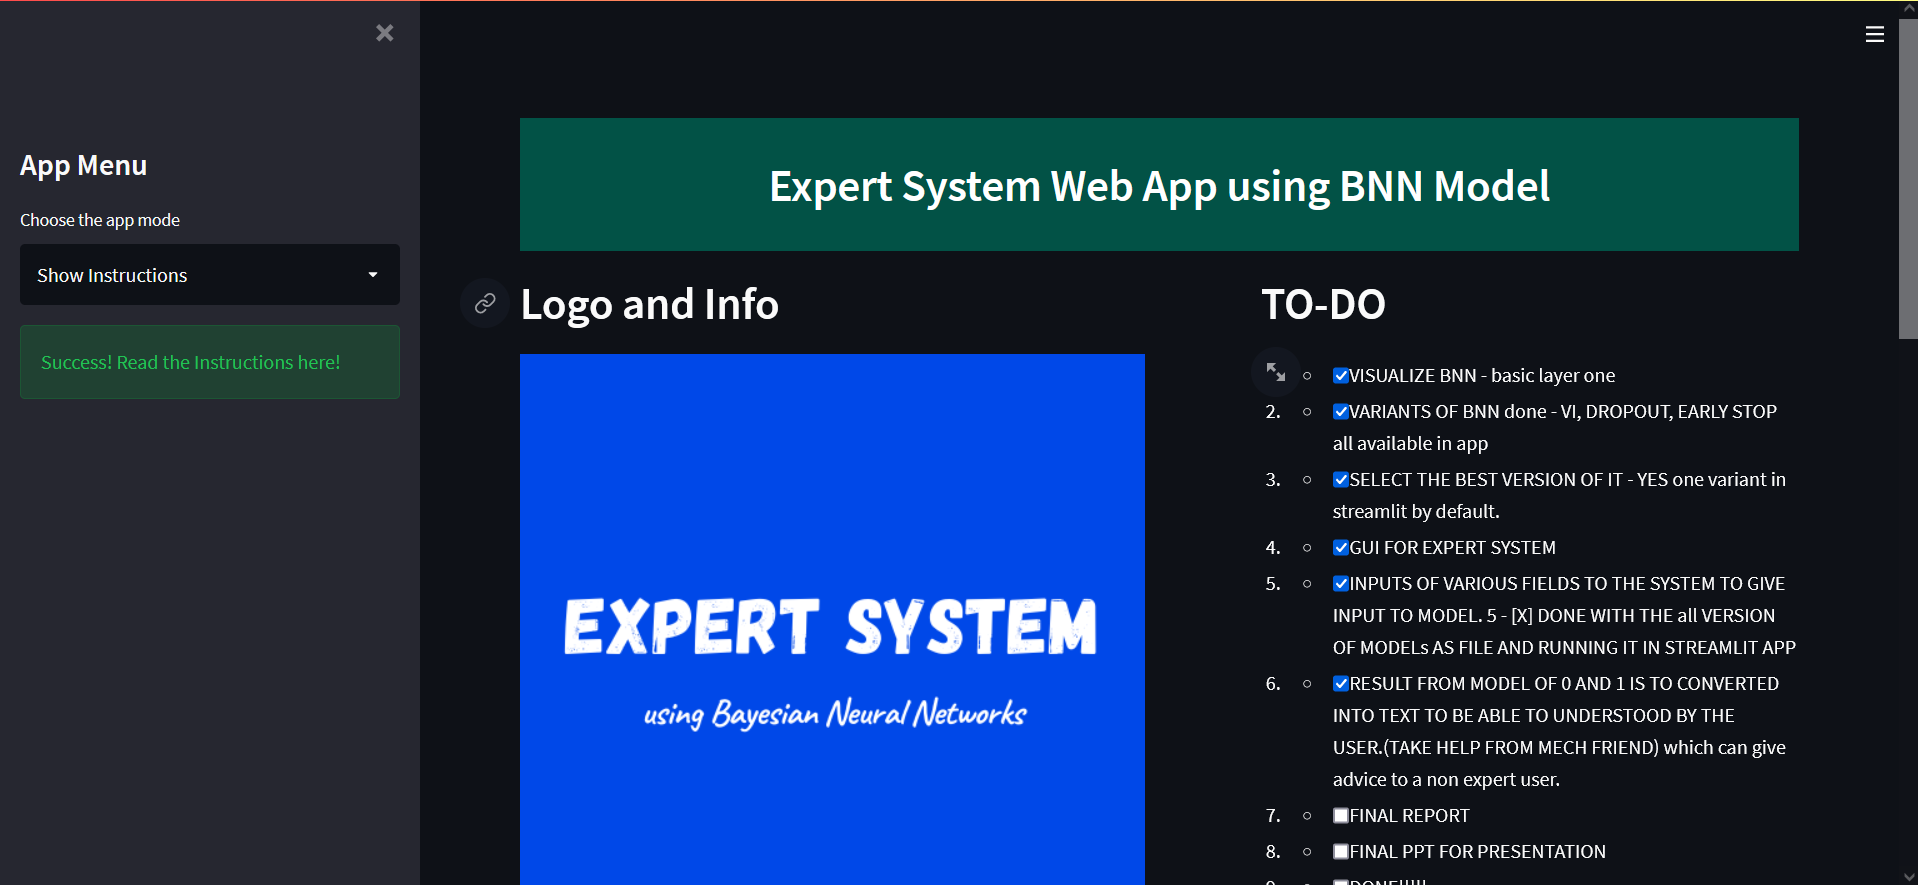 App Menu
Choose the app mode
Show Instructions
Success! Read the Instructions here!
Expert System Web App using BNN Model
Logo and Info
EXPERT SYSTEM
using Bayesian Neural Networks
TO-DO
VISUALIZE BNN - basic layer one
2. VARIANTS OF BNN done - VI, DROPOUT, EARLY STOP
all available in app
3. SELECT THE BEST VERSION OF IT - YES one variant in
streamlit by default.
4. GUI FOR EXPERT SYSTEM
5. INPUTS OF VARIOUS FIELDS TO THE SYSTEM TO GIVE
INPUT TO MODEL. 5 - [X] DONE WITH THE all VERSION
OF MODELs AS FILE AND RUNNING IT IN STREAMLIT APP
6. RESULT FROM MODEL OF 0 AND 1 IS TO CONVERTED
INTO TEXT TO BE ABLE TO UNDERSTOOD BY THE
USER.(TAKE HELP FROM MECH FRIEND) which can give
advice to a non expert user.
7. FINAL REPORT
8. FINAL PPT FOR PRESENTATION